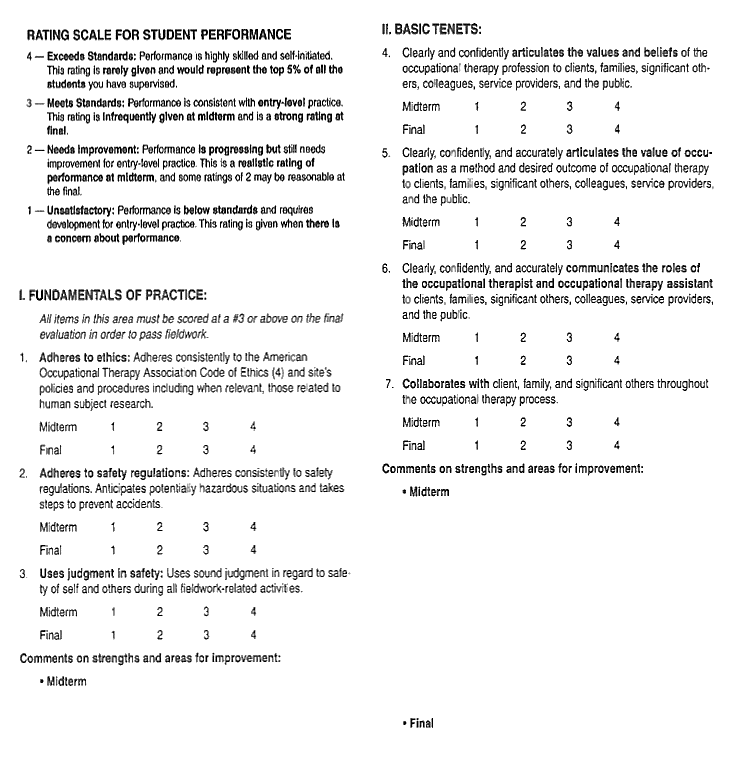 RATING SCALE FOR STUDENT PERFORMANCE
4 — Exceeds Standards: Performance is highly skilled and self-initiated.
This rating is rarely given and would represent the top 5% of all the
students you have supervised.
3 — Meets Standards: Performance is consistent with entry-level practice.
This rating is infrequently given at midterm and is a strong rating at
final.
2 — Needs improvement: Performance is progressing but still needs
improvement for entry-level practice. This is a realistic rating of
performance at midterm, and some ratings of 2 may be reasonable at
the final.
1 — Unsatisfactory: Performance is below standards and requires
development for entry-level practice. This rating is given when there is
a concern about performance.
I. FUNDAMENTALS OF PRACTICE:
All items in this area must be scored at a #3 or above on the final
evaluation in order to pass fieldwork.
1. Adheres to ethics: Adheres consistently to the American
Occupational Therapy Association Code of Ethics (4) and site's
policies and procedures including when relevant, those related to
human subject research.
Midterm 1 2 3 4
Final 1 2 3 4
2. Adheres to safety regulations: Adheres consistently to safety
regulations. Anticipates potentially hazardous situations and takes
steps to prevent accidents.
Midterm 1 2 3 4
Final 1 2 3 4
3. Uses judgment in safety: Uses sound judgment in regard to safe-
ty of self and others during all fieldwork-related activities.
Midterm 1 2 3 4
Final 1 2 3 4
Comments on strengths and areas for improvement:
• Midterm
II. BASIC TENETS:
4. Clearly and confidently articulates the values and beliefs of the
occupational therapy profession to clients, families, significant oth-
ers, colleagues, service providers, and the public.
Midterm 1 2 3 4
Final 1 2 3 4
5. Clearly, confidently, and accurately articulates the value of occu-
pation as a method and desired outcome of occupational therapy
to clients, families, significant others, colleagues, service providers,
and the public.
Midterm 1 2 3 4
Final 1 2 3 4
6. Clearly, confidently, and accurately communicates the roles of
the occupational therapist and occupational therapy assistant
to clients, families, significant others, colleagues, service providers,
and the public.
Midterm 1 2 3 4
Final 1 2 3 4
7. Collaborates with client, family, and significant others throughout
the occupational therapy process.
Midterm 1 2 3 4
Final 1 2 3 4
Comments on strengths and areas for improvement:
• Midterm
• Final